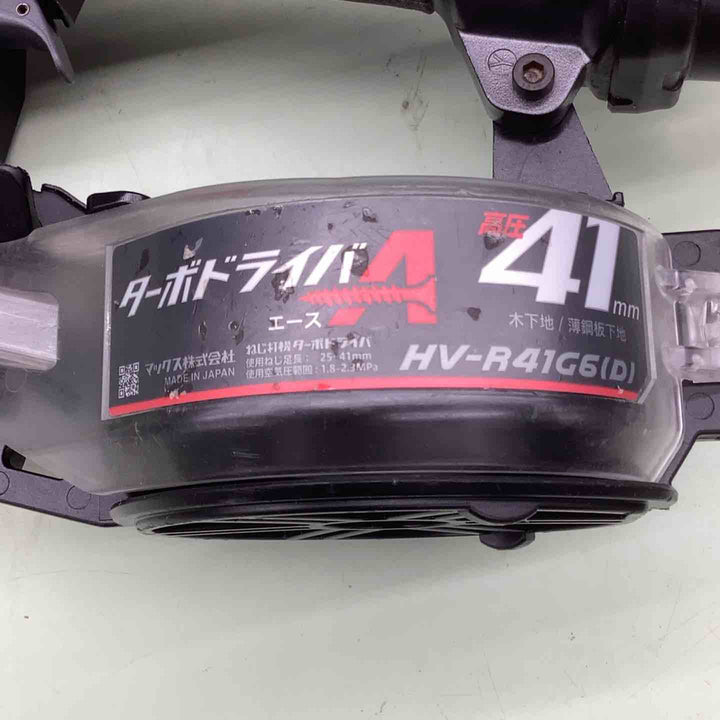 ターボドライバ A
エース
高圧 41 mm
木下地 / 薄鋼板下地
マックス株式会社
MADE IN JAPAN
ねじ打機 ターボドライバ
使用ねじ足長 : 25-41mm
使用空気圧範囲 : 1.8-2.3MPa
HV-R41G6(D)